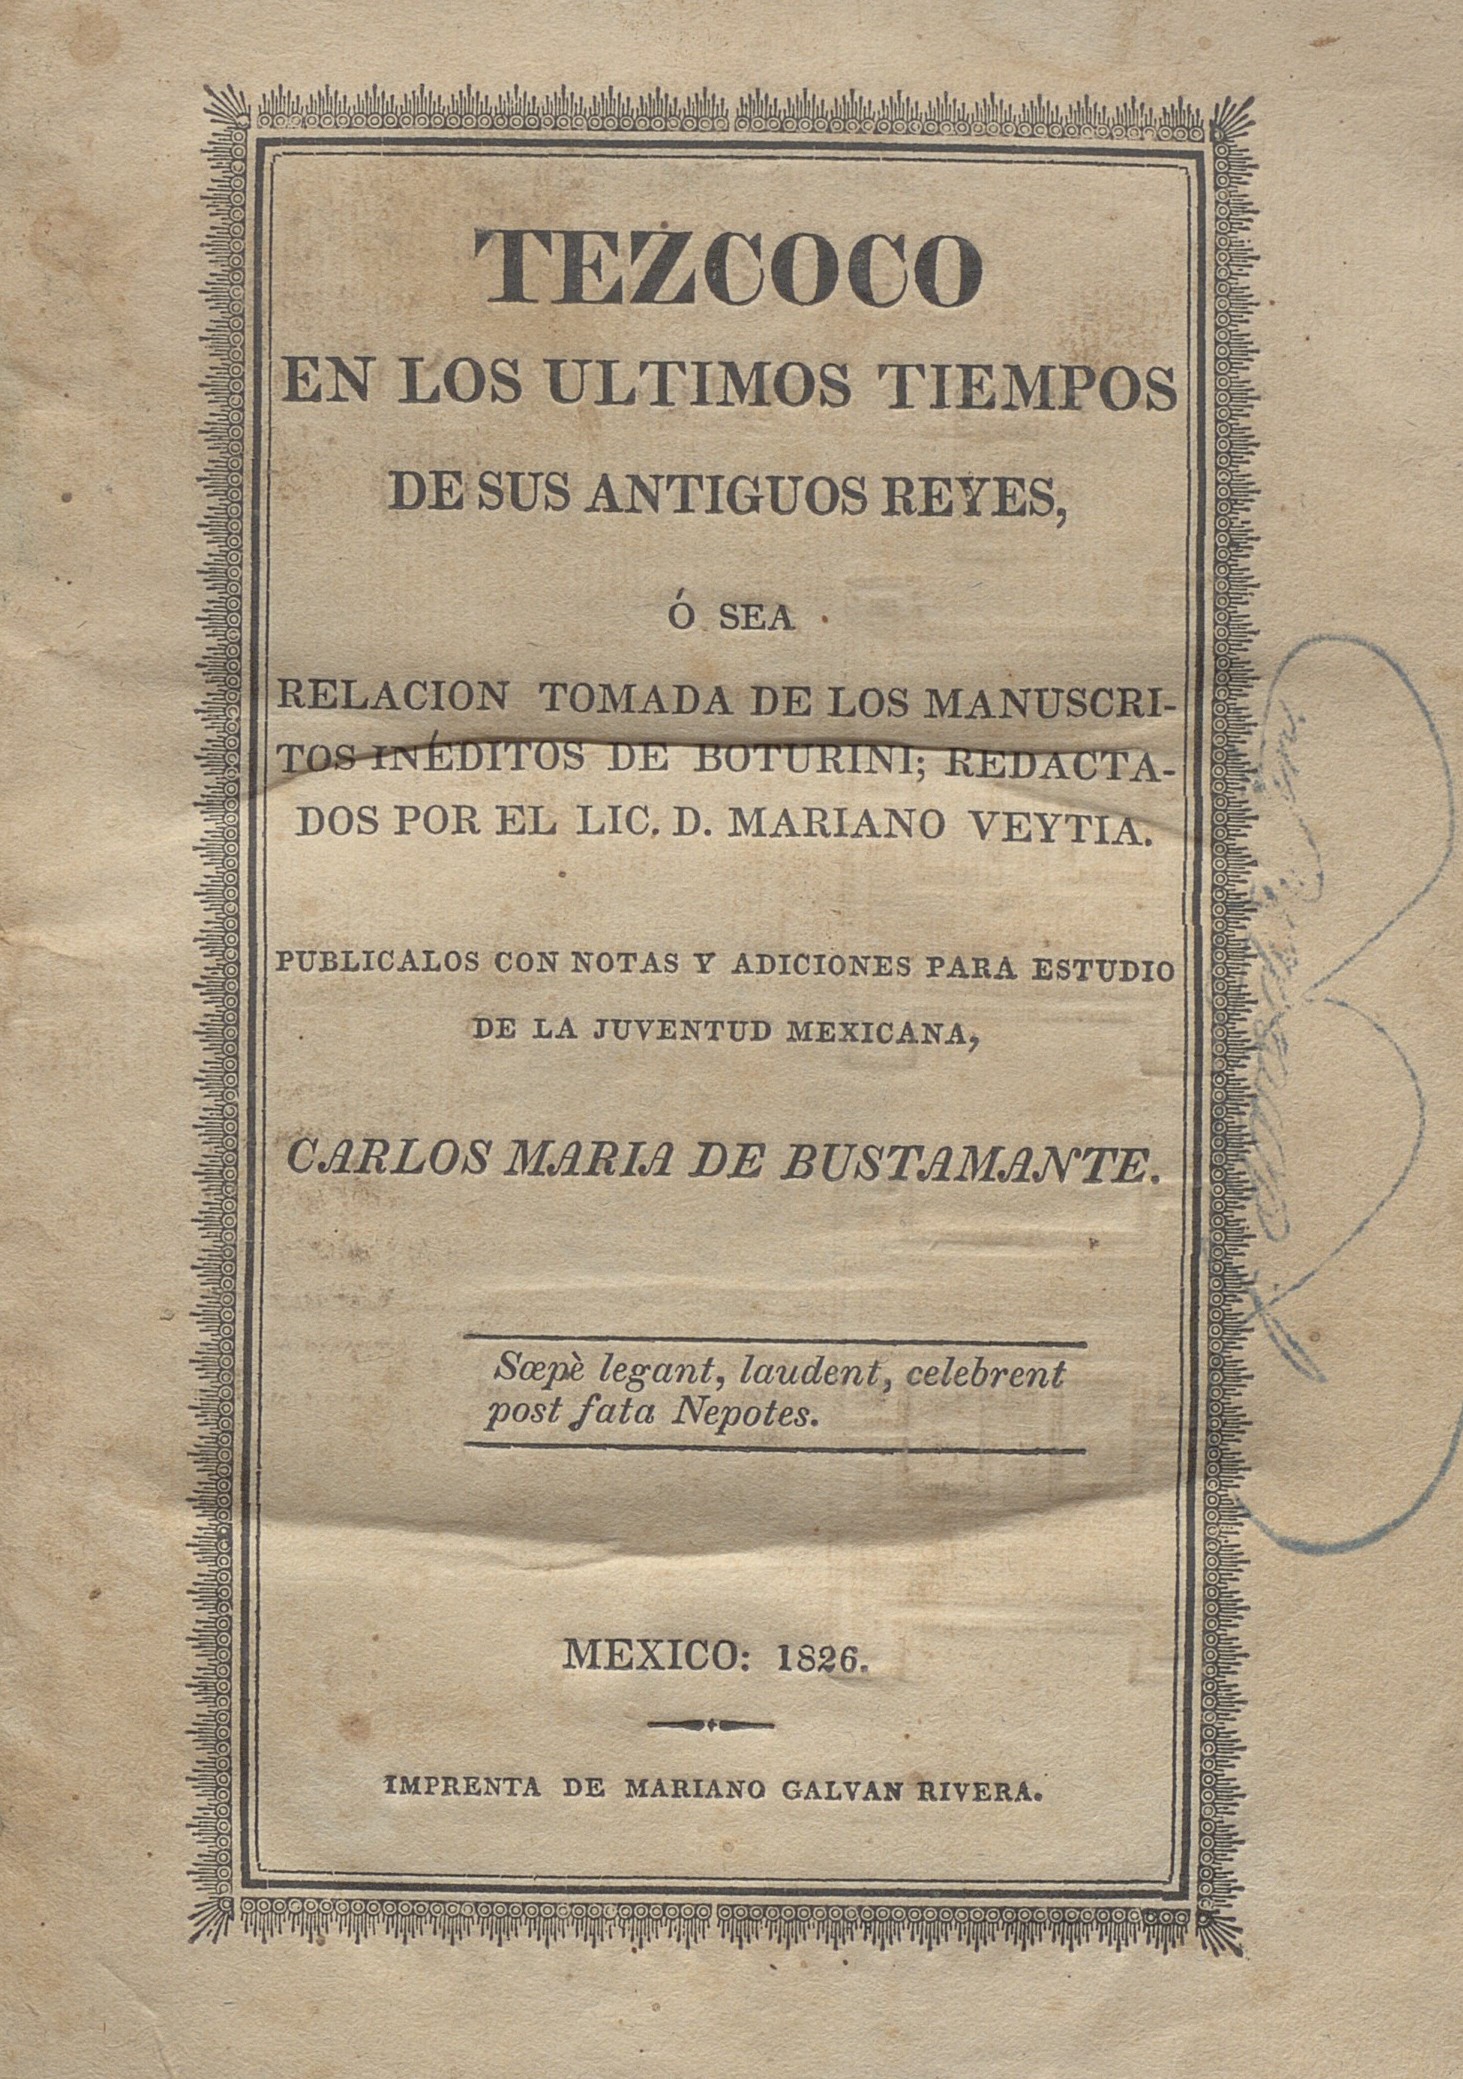 TEZCOCO
EN LOS ULTIMOS TIEMPOS
DE SUS ANTIGUOS REYES,
Ó SEA
RELACION TOMADA DE LOS MANUSCRI-
TOS INÉDITOS DE BOTURINI; REDACTA-
DOS POR EL LIC. D. MARIANO VEYTIA.
PUBLICALOS CON NOTAS Y ADICIONES PARA ESTUDIO
DE LA JUVENTUD MEXICANA,
CARLOS MARIA DE BUSTAMANTE.
Sœpè legant, laudent, celebrent
post fata Nepotes.
MEXICO: 1826.
IMPRENTA DE MARIANO GALVAN RIVERA.